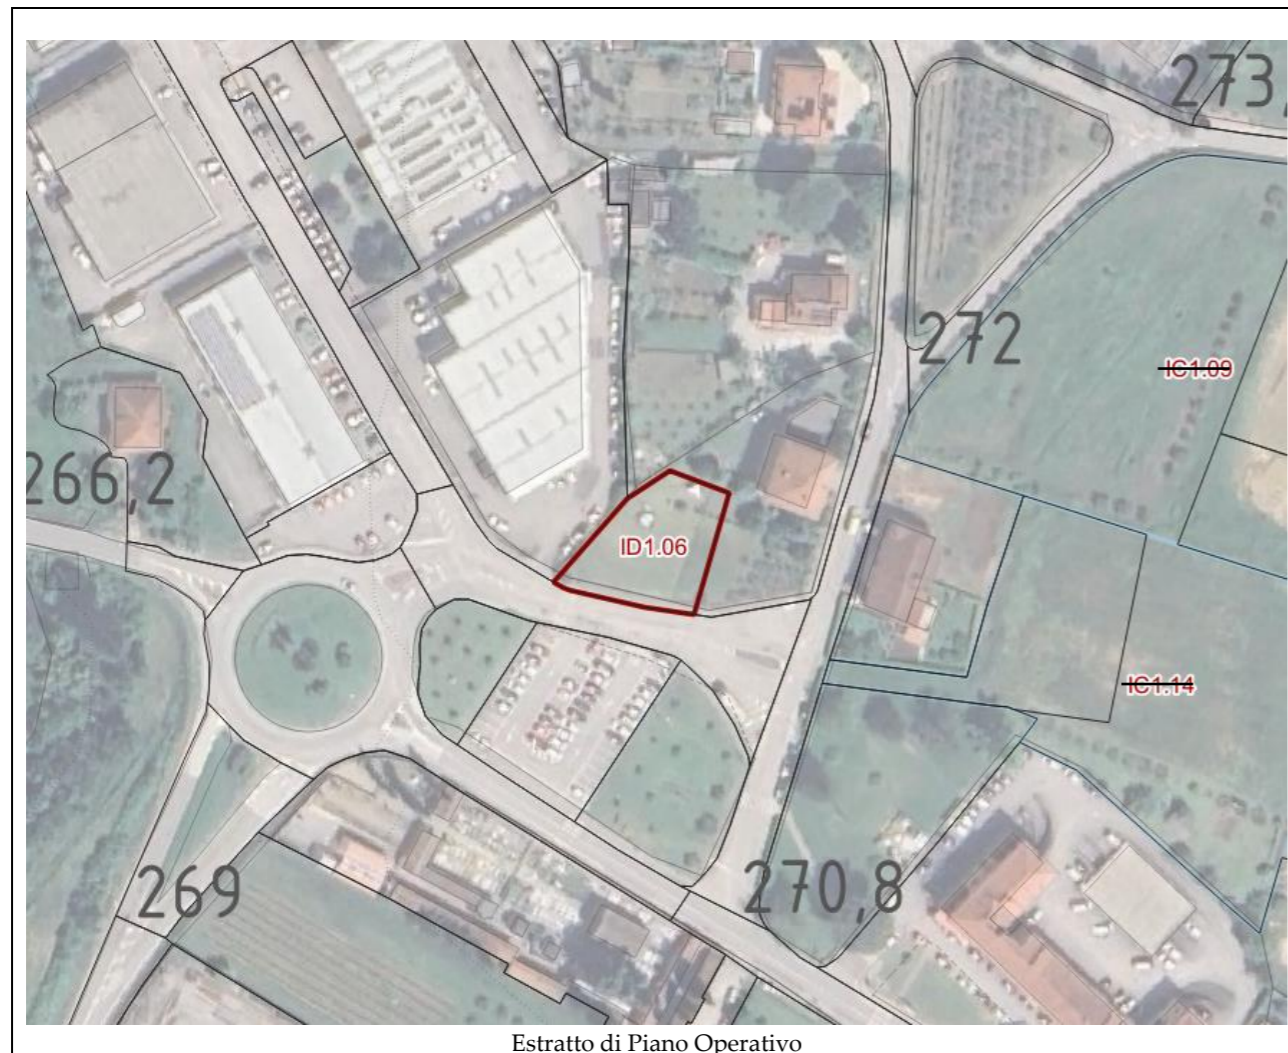 273
272
IC1.09
266,2
ID1.06
IC1.14
269
270,8
Estratto di Piano Operativo